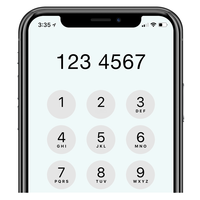 3:35
123 4567
1 2 3
ABC DEF
4 5 6
GHI JKL MNO
7 8 9
PQRS TUV WXYZ